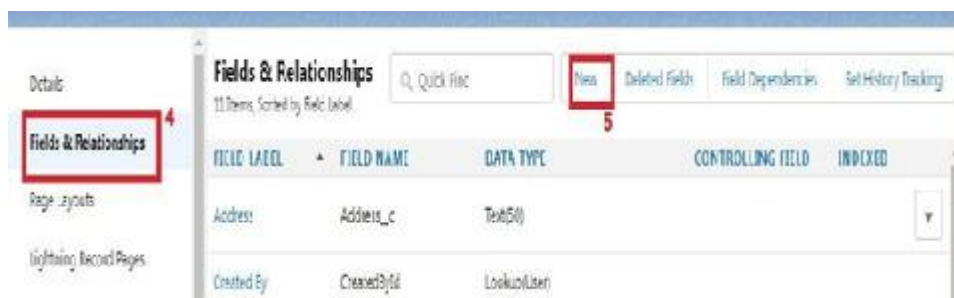 Details
Fields & Relationships
4
Page Layouts
Lightning Record Pages
Fields & Relationships
11 Items, Sorted by Field Label
Quick Find
New
Deleted Fields
Field Dependencies
Set History Tracking
5
FIELD LABEL
FIELD NAME
DATA TYPE
CONTROLLING FIELD
INDEXED
Address
Address_c
Text(50)
Created By
CreatedById
Lookup(User)